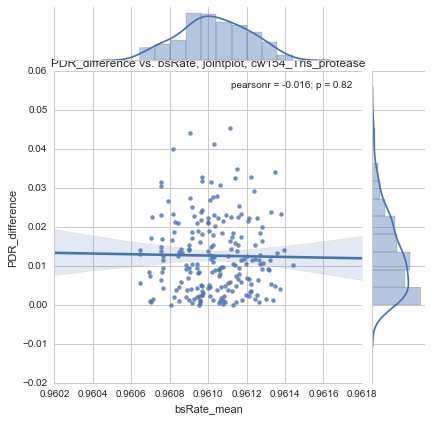 PDR_difference vs. bsRate, jointplot, cw154_Tris_protease
pearsonr = -0.016; p = 0.82
0.06
0.05
0.04
0.03
0.02
0.01
0.00
−0.01
−0.02
PDR_difference
0.9602 0.9604 0.9606 0.9608 0.9610 0.9612 0.9614 0.9616 0.9618
bsRate_mean